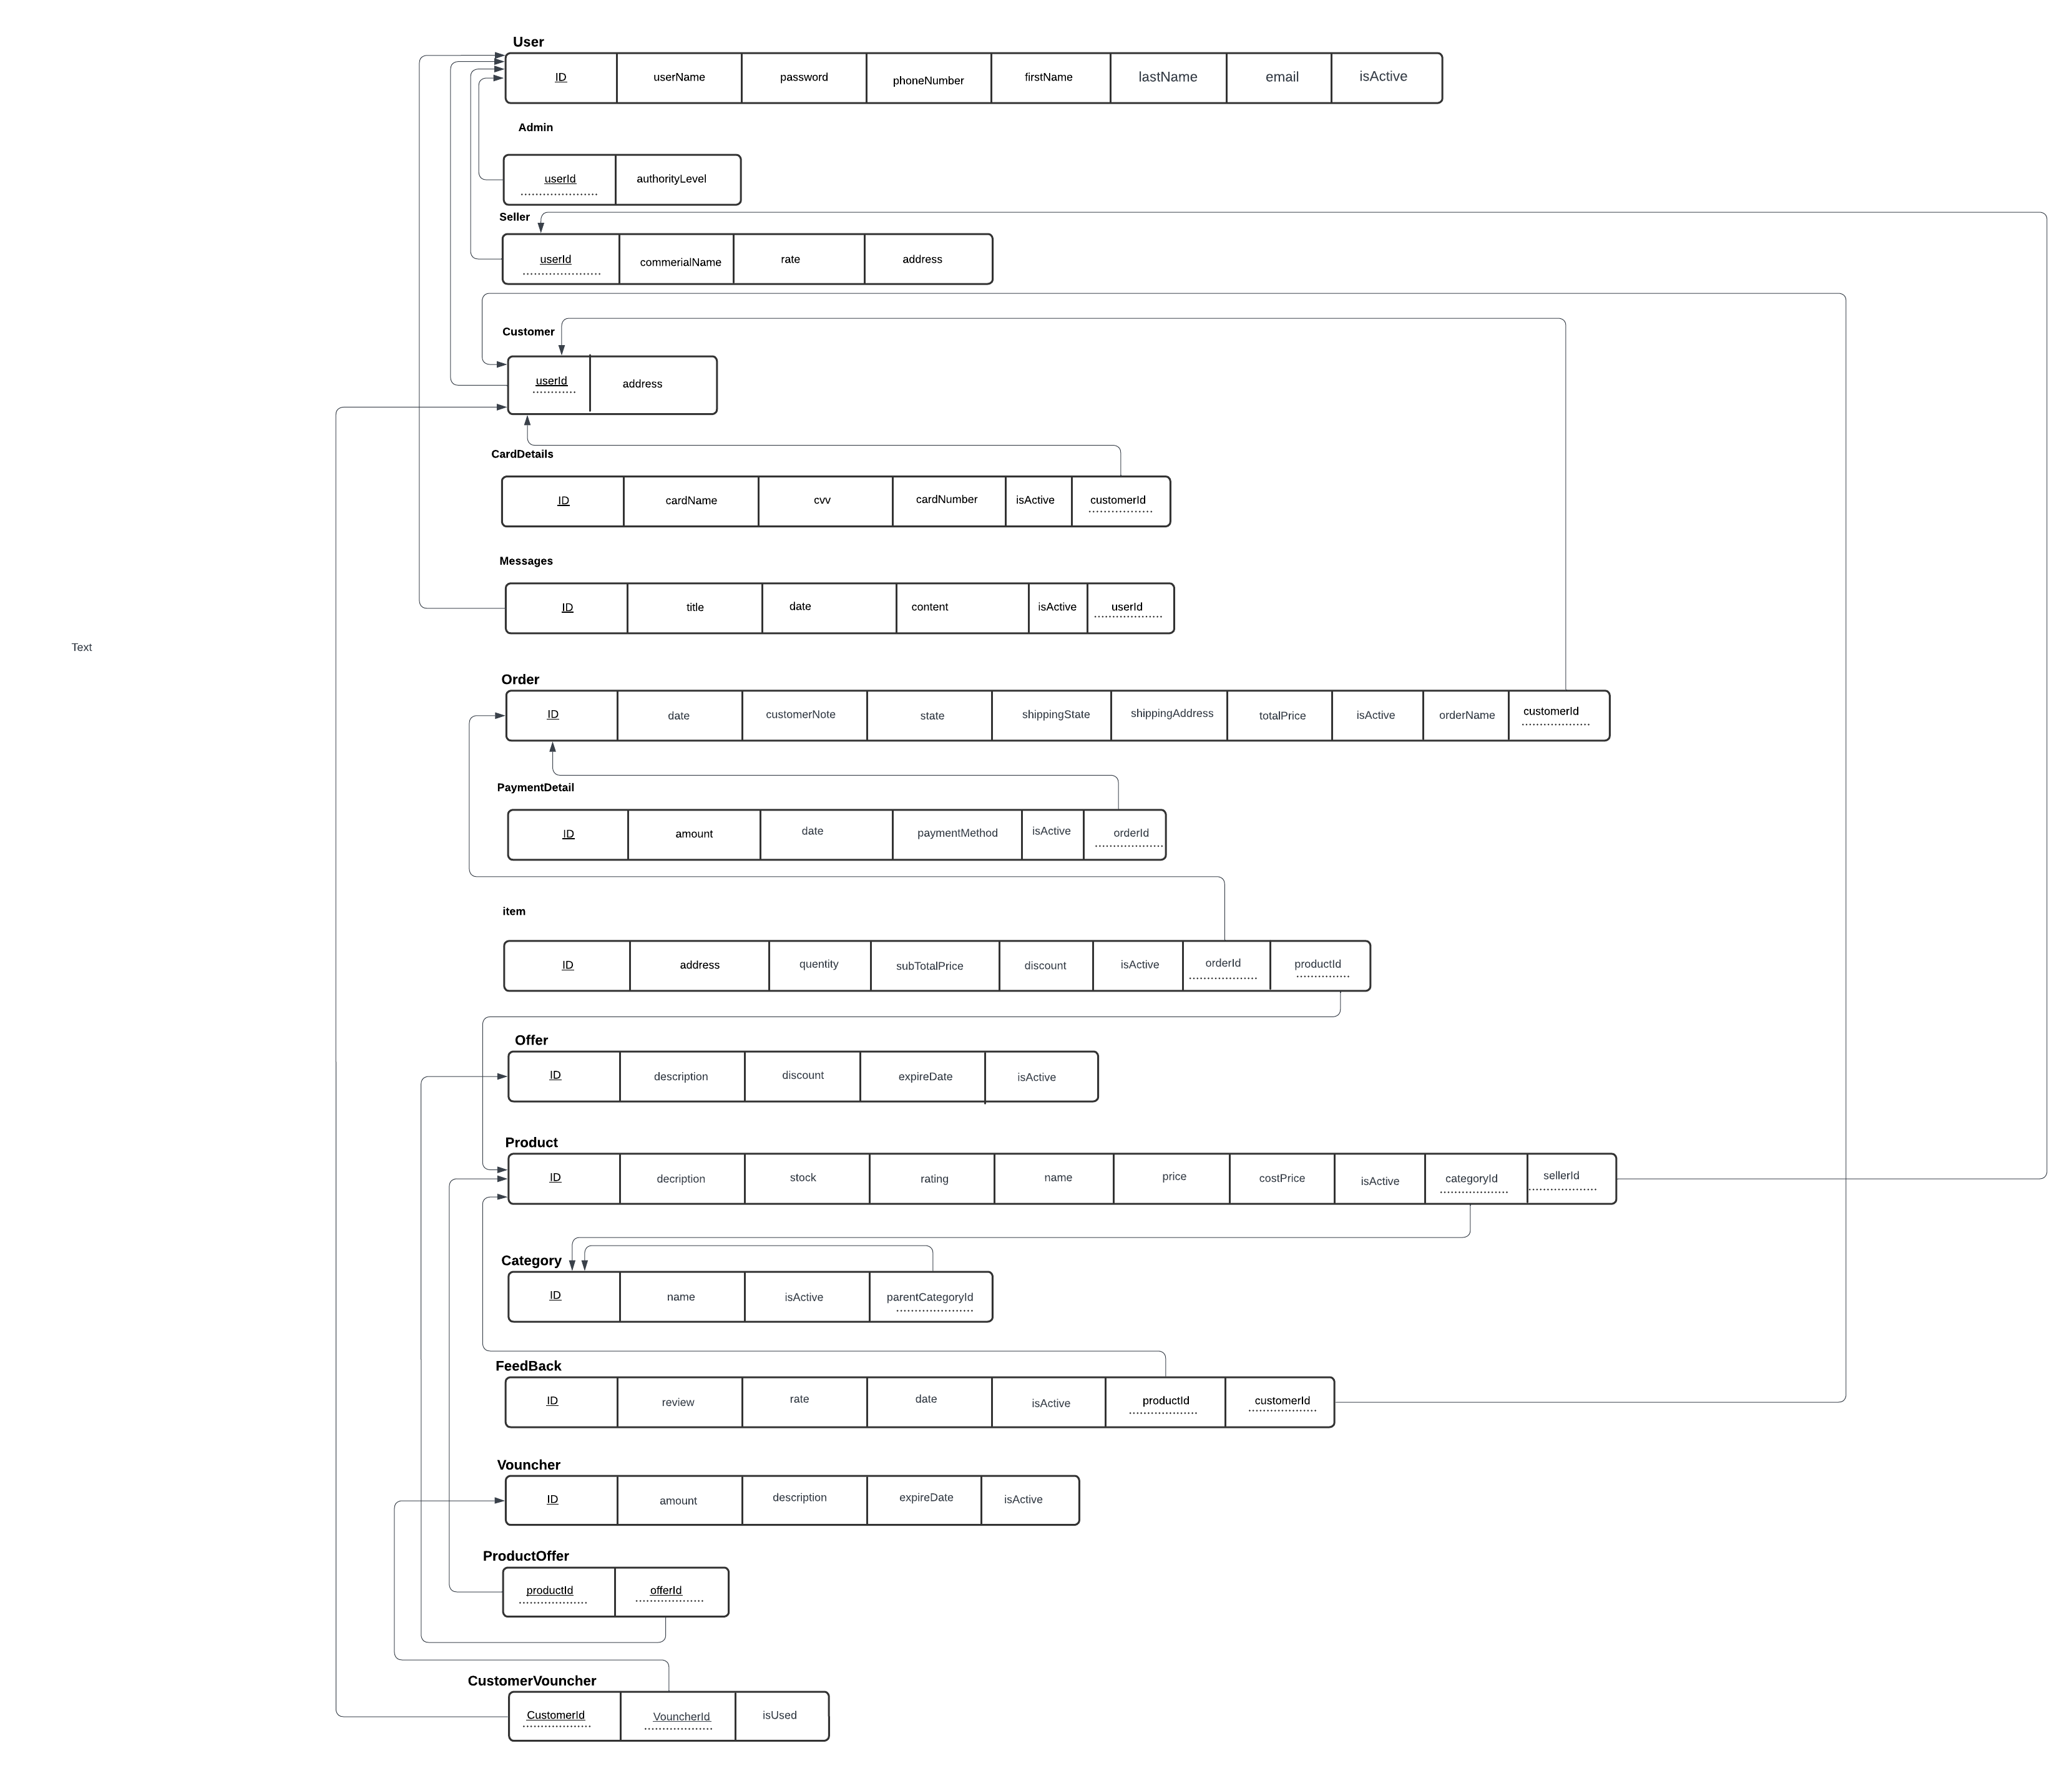 User
ID userName password phoneNumber firstName lastName email isActive
Admin
userId authorityLevel
Seller
userId commerialName rate address
Customer
userId address
CardDetails
ID cardName cvv cardNumber isActive customerId
Messages
ID title date content isActive userId
Text
Order
ID date customerNote state shippingState shippingAddress totalPrice isActive orderName customerId
PaymentDetail
ID amount date paymentMethod isActive orderId
item
ID address quentity subTotalPrice discount isActive orderId productId
Offer
ID description discount expireDate isActive
Product
ID decription stock rating name price costPrice isActive categoryId sellerId
Category
ID name isActive parentCategoryId
FeedBack
ID review rate date isActive productId customerId
Vouncher
ID amount description expireDate isActive
ProductOffer
productId offerId
CustomerVouncher
CustomerId VouncherId isUsed